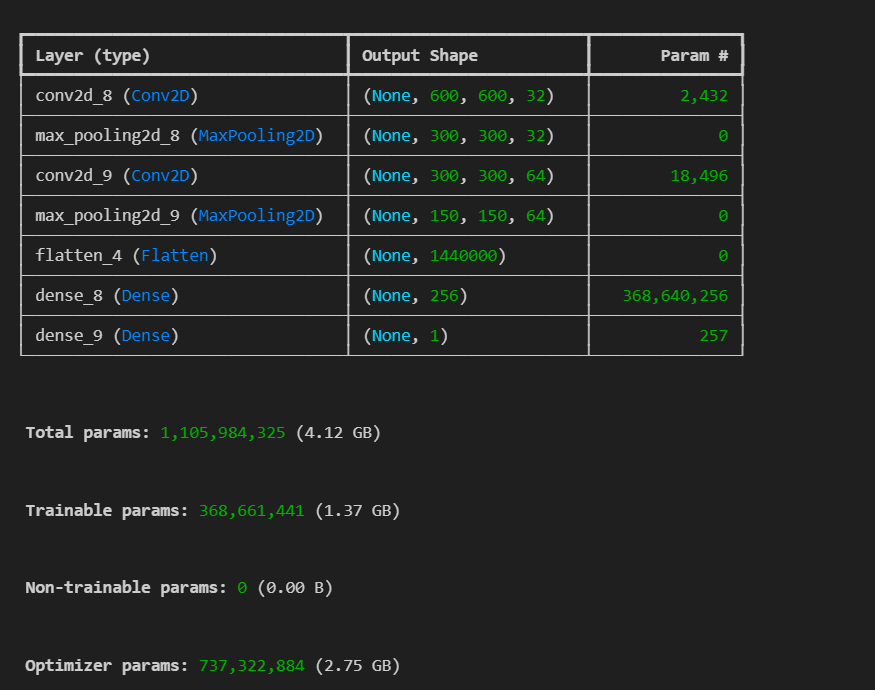 Layer (type) Output Shape Param #
conv2d_8 (Conv2D) (None, 600, 600, 32) 2,432
max_pooling2d_8 (MaxPooling2D) (None, 300, 300, 32) 0
conv2d_9 (Conv2D) (None, 300, 300, 64) 18,496
max_pooling2d_9 (MaxPooling2D) (None, 150, 150, 64) 0
flatten_4 (Flatten) (None, 1440000) 0
dense_8 (Dense) (None, 256) 368,640,256
dense_9 (Dense) (None, 1) 257
Total params: 1,105,984,325 (4.12 GB)
Trainable params: 368,661,441 (1.37 GB)
Non-trainable params: 0 (0.00 B)
Optimizer params: 737,322,884 (2.75 GB)